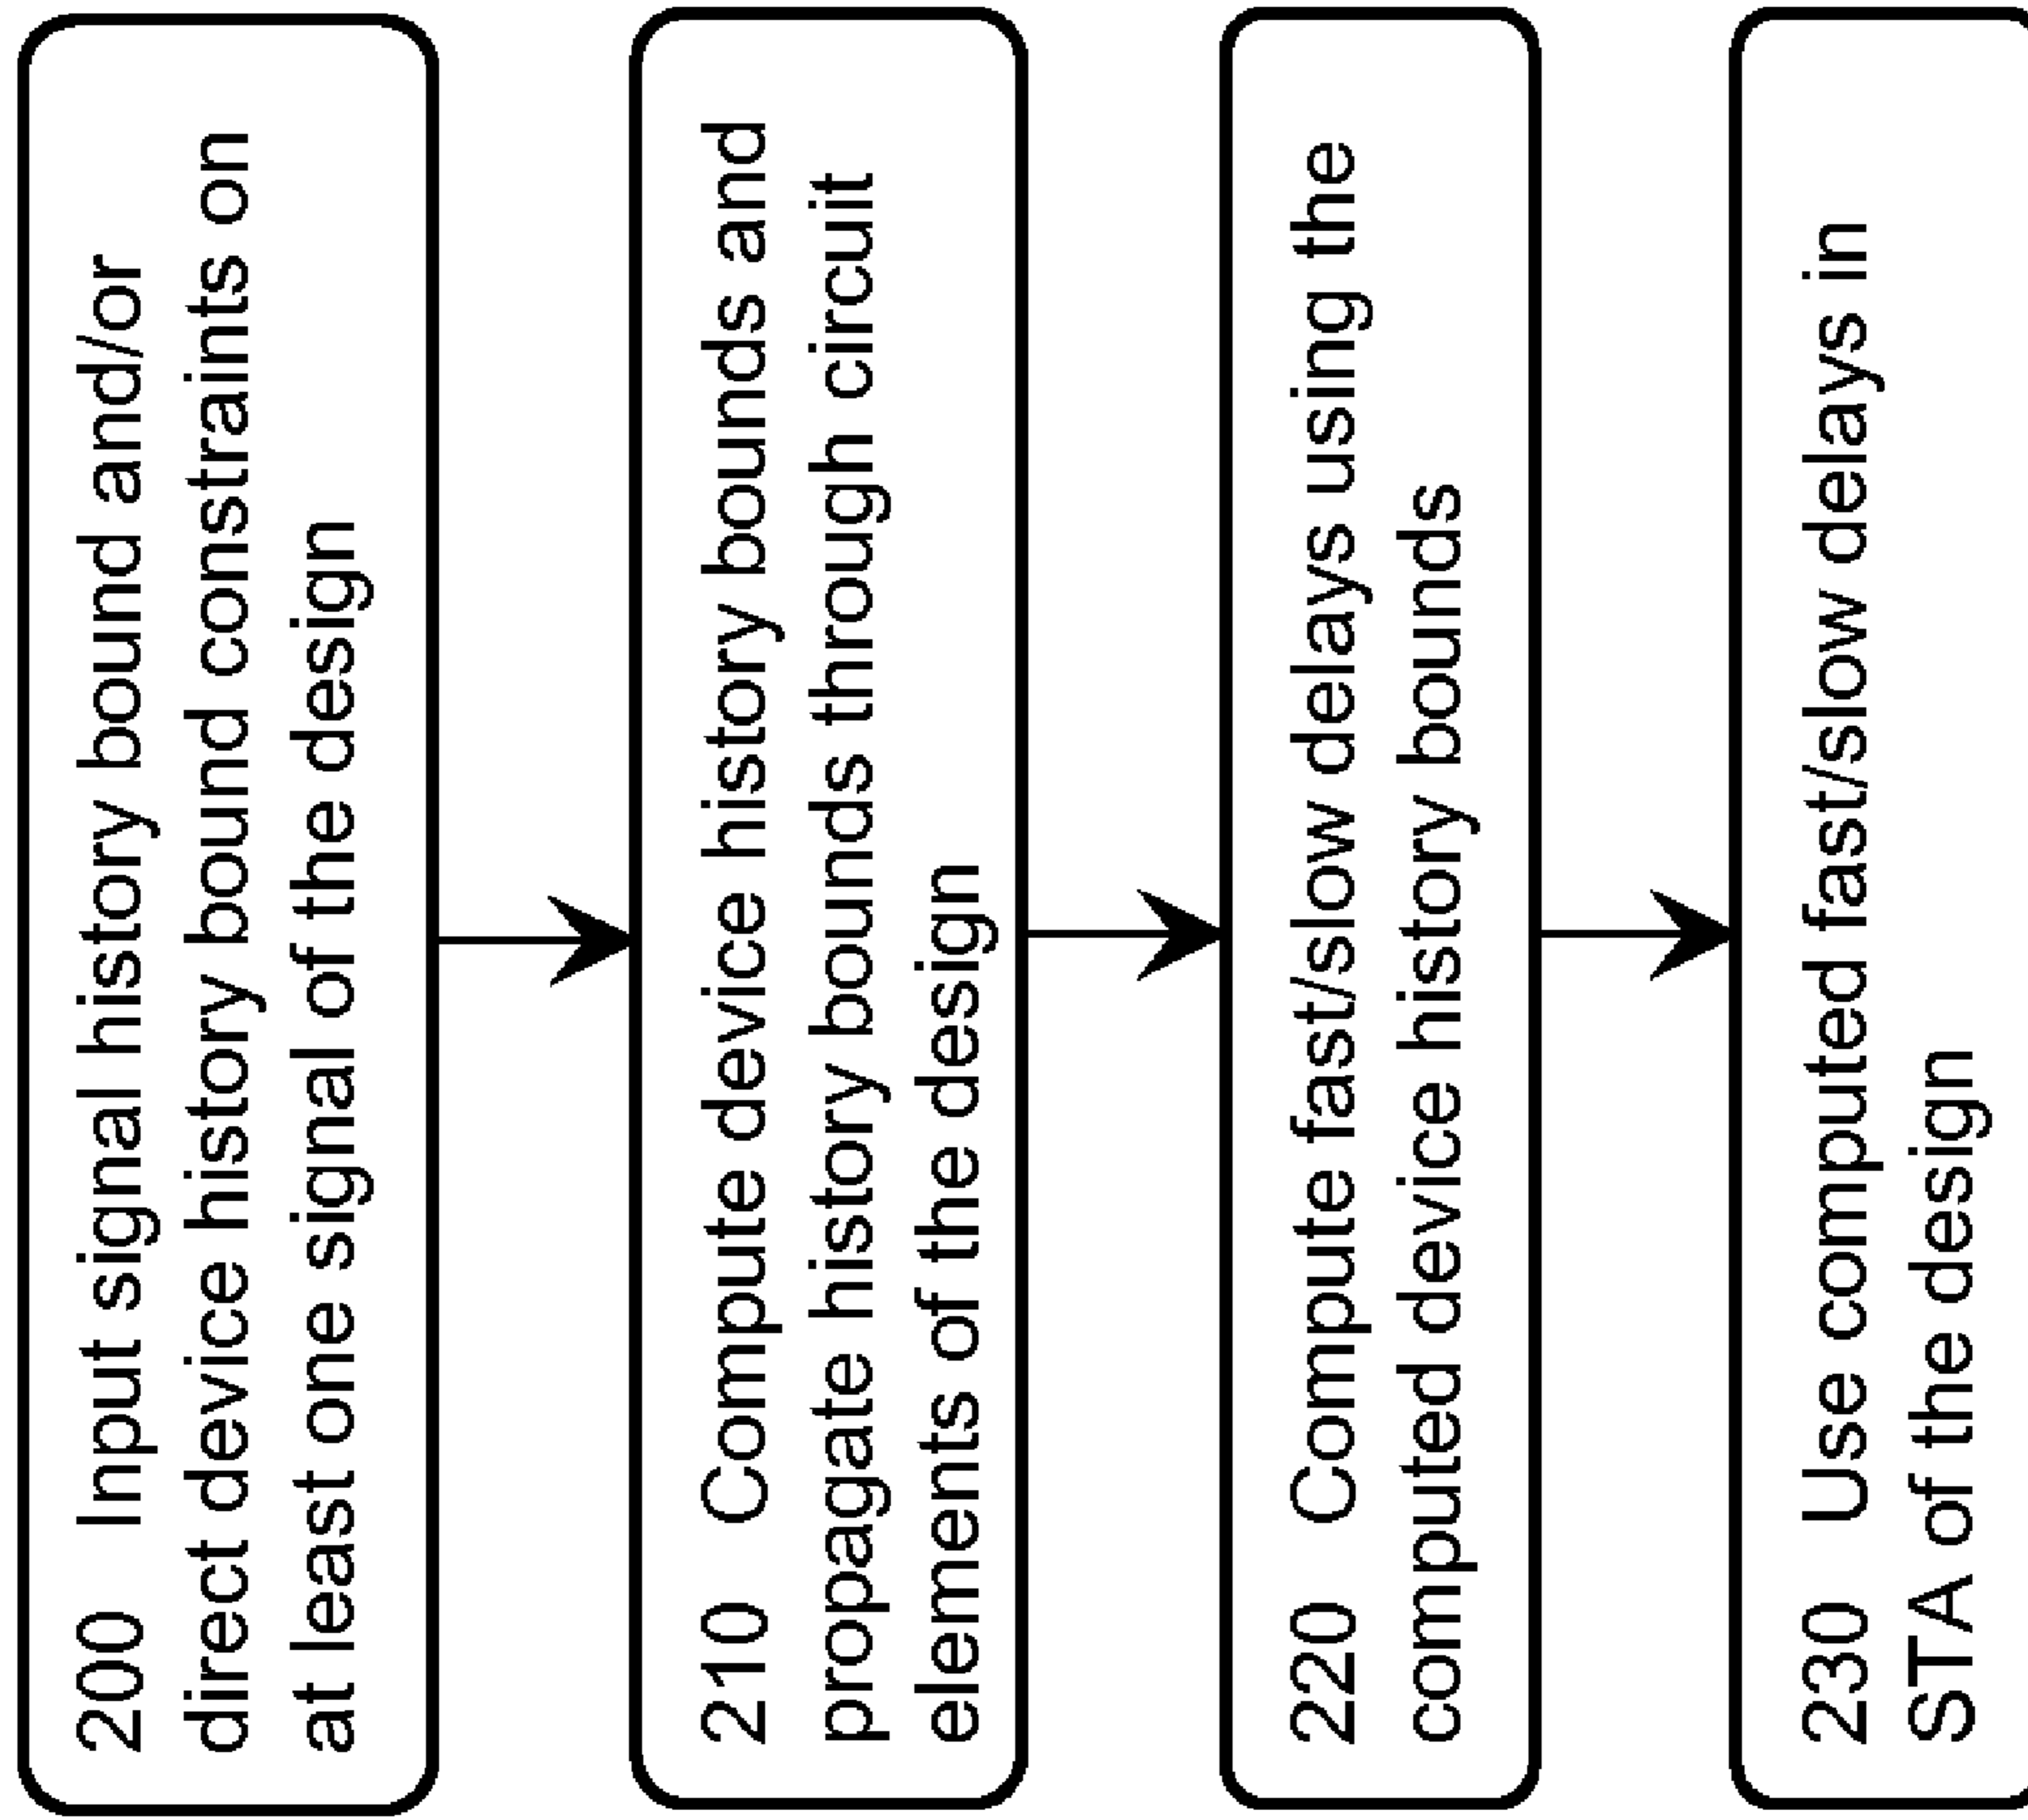 200 Input signal history bound and/or
direct device history bound constraints on
at least one signal of the design
210 Compute device history bounds and
propagate history bounds through circuit
elements of the design
220 Compute fast/slow delays using the
computed device history bounds
230 Use computed fast/slow delays in
STA of the design